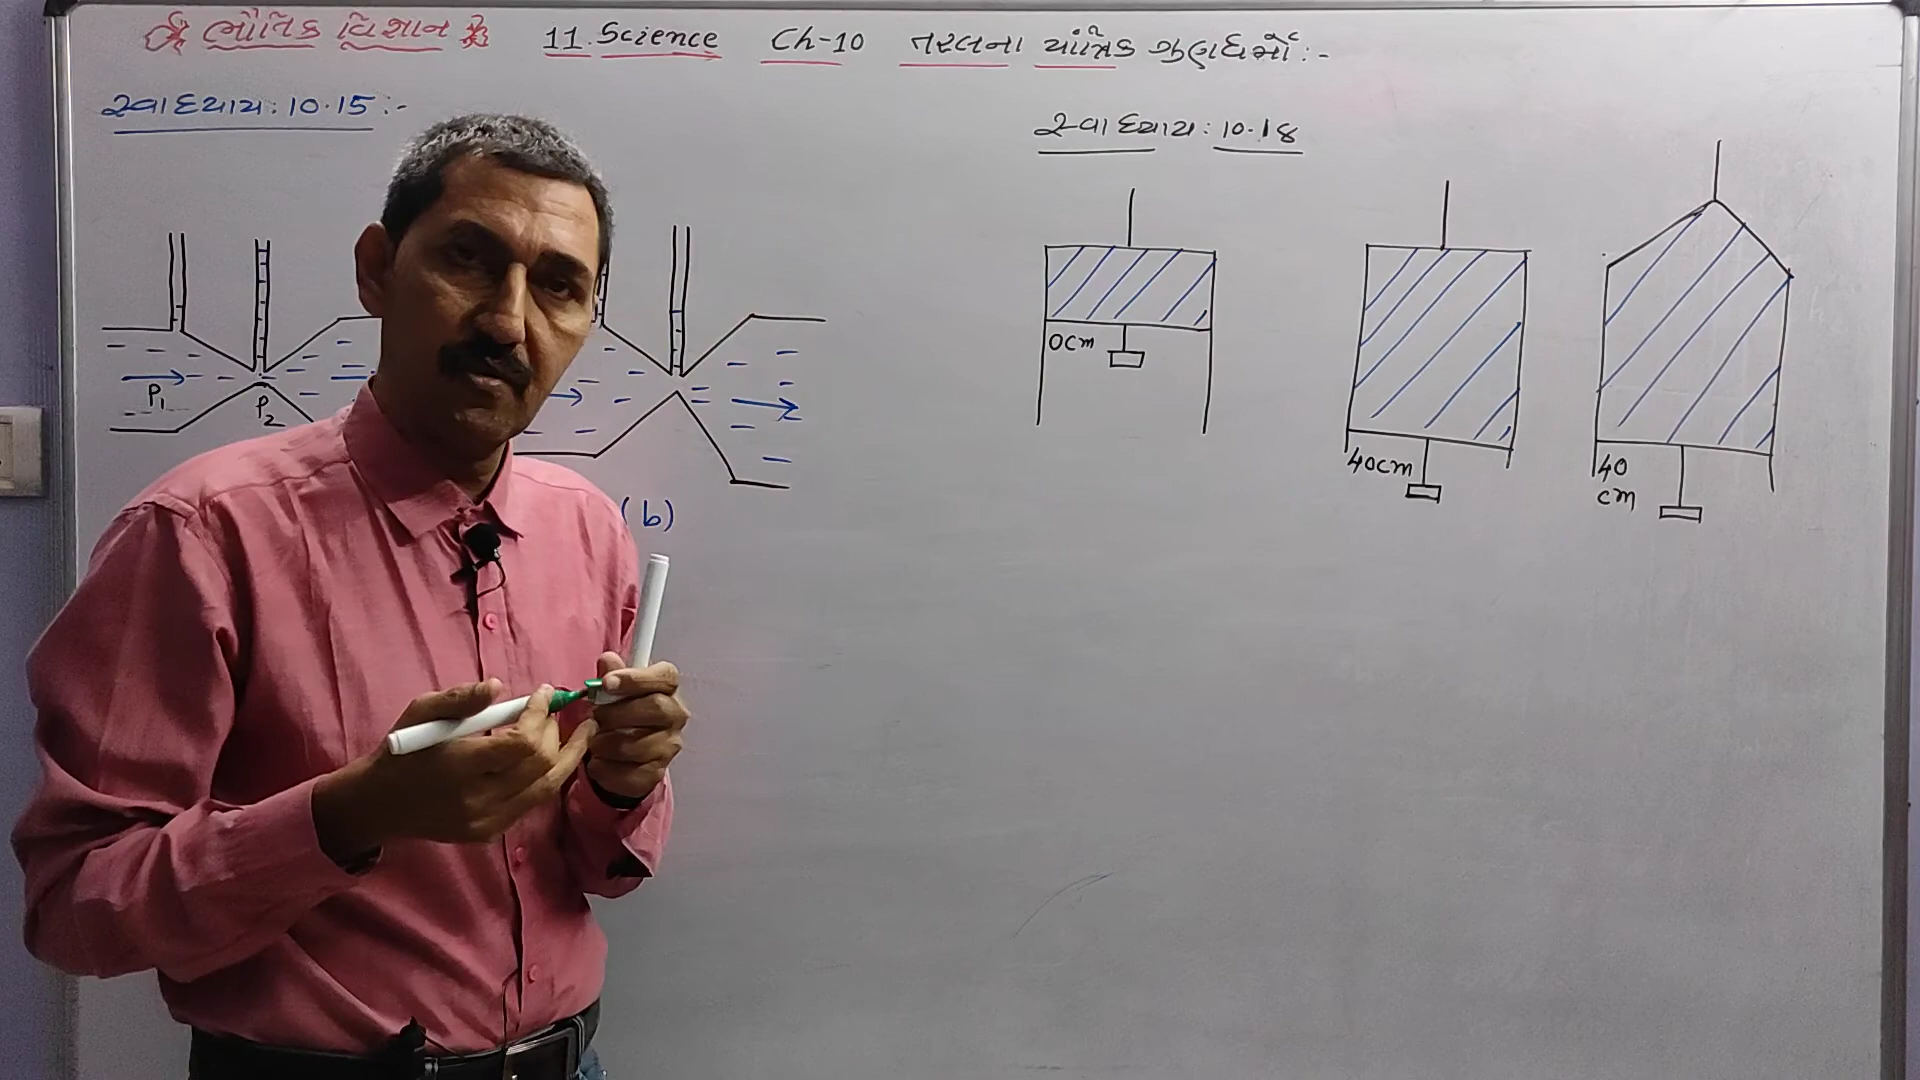 ભૌતિક વિજ્ઞાન 11. Science Ch-10 તરલના યાંત્રિક ગુણધર્મો :-
સ્વાધ્યાય : 10.15 :-
સ્વાધ્યાય : 10.18
0cm
P1
P2
40cm
40
cm
(b)